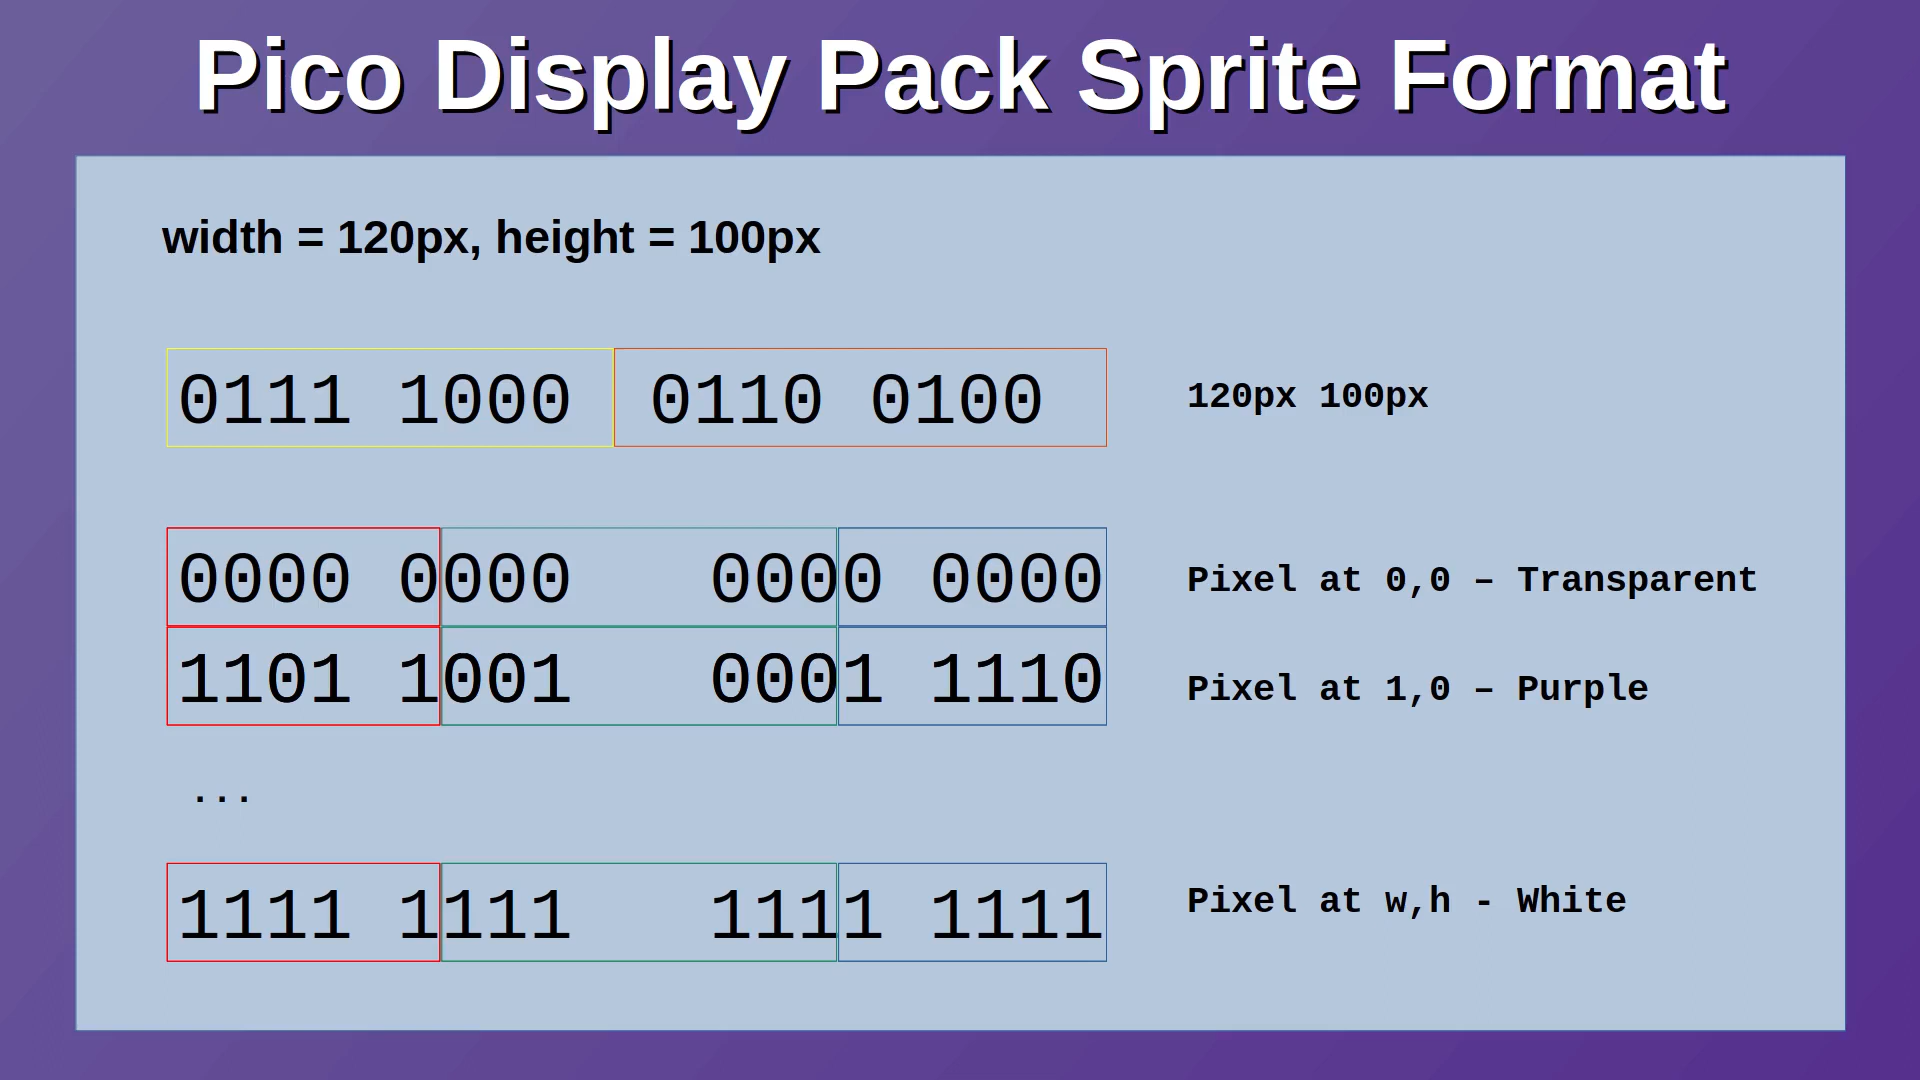 Pico Display Pack Sprite Format
width = 120px, height = 100px
0111 1000 0110 0100 120px 100px
0000 0000 0000 0000 Pixel at 0,0 – Transparent
1101 1001 0001 1110 Pixel at 1,0 – Purple
...
1111 1111 1111 1111 Pixel at w,h - White